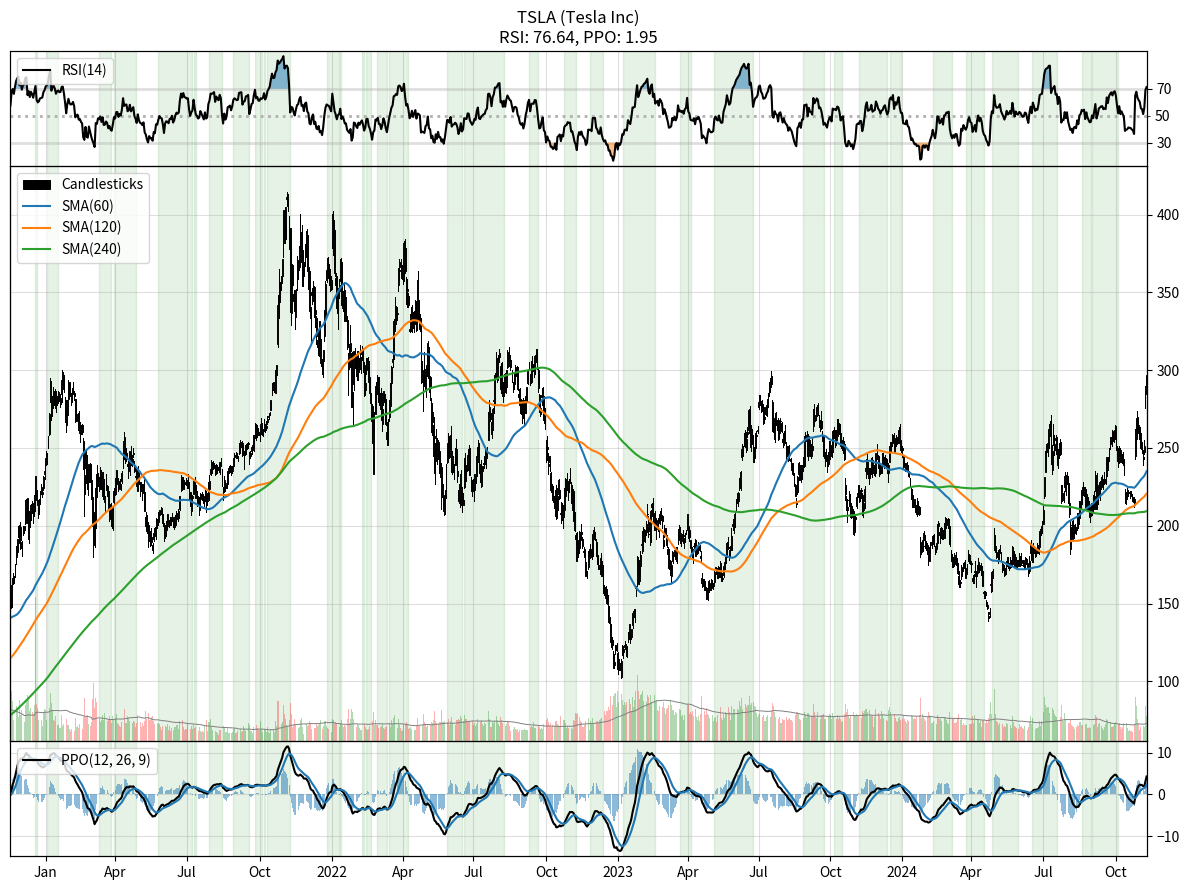 TSLA (Tesla Inc)
RSI: 76.64, PPO: 1.95
RSI(14)
70
50
30
Candlesticks
SMA(60)
SMA(120)
SMA(240)
400
350
300
250
200
150
100
PPO(12, 26, 9)
10
0
−10
Jan Apr Jul Oct 2022 Apr Jul Oct 2023 Apr Jul Oct 2024 Apr Jul Oct